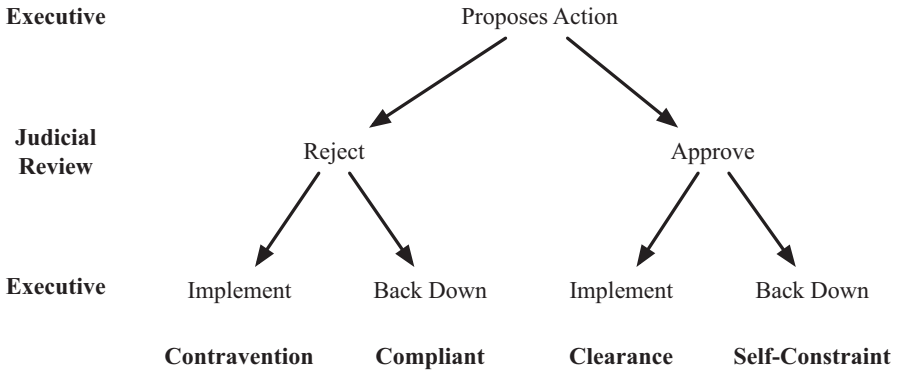 Executive
Proposes Action
Judicial
Review
Reject
Approve
Executive
Implement
Back Down
Implement
Back Down
Contravention
Compliant
Clearance
Self-Constraint